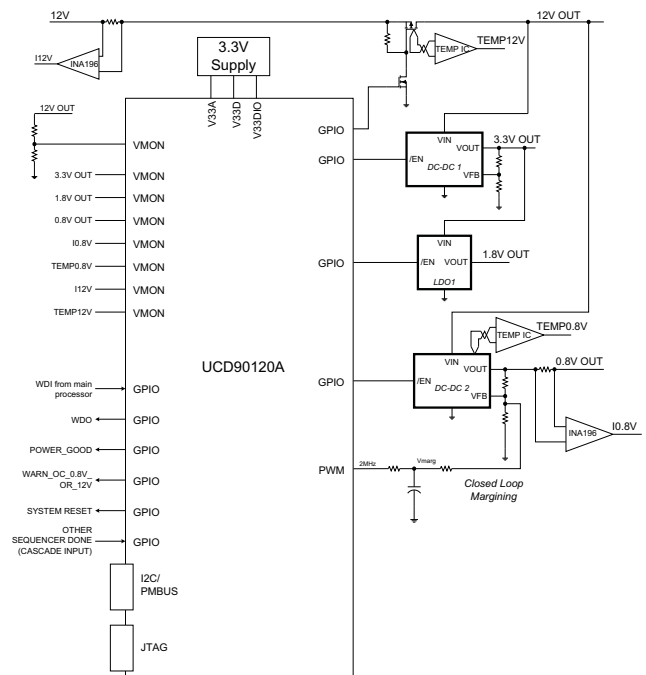 12V
12V OUT
I12V
INA196
3.3V
Supply
TEMP IC
TEMP12V
V33A
V33D
V33DIO
12V OUT
GPIO
VMON
GPIO
/EN
VIN
VOUT
DC-DC 1
VFB
3.3V OUT
3.3V OUT
VMON
1.8V OUT
VMON
0.8V OUT
VMON
I0.8V
VMON
TEMP0.8V
VMON
I12V
VMON
TEMP12V
VMON
GPIO
/EN
VIN
VOUT
LDO1
1.8V OUT
UCD90120A
TEMP IC
TEMP0.8V
GPIO
/EN
VIN
VOUT
DC-DC 2
VFB
0.8V OUT
INA196
I0.8V
WDI from main
processor
GPIO
WDO
GPIO
POWER_GOOD
GPIO
WARN_OC_0.8V_
OR_12V
GPIO
SYSTEM RESET
GPIO
OTHER
SEQUENCER DONE
(CASCADE INPUT)
GPIO
PWM
2MHz
Vmarg
Closed Loop
Margining
I2C/
PMBUS
JTAG